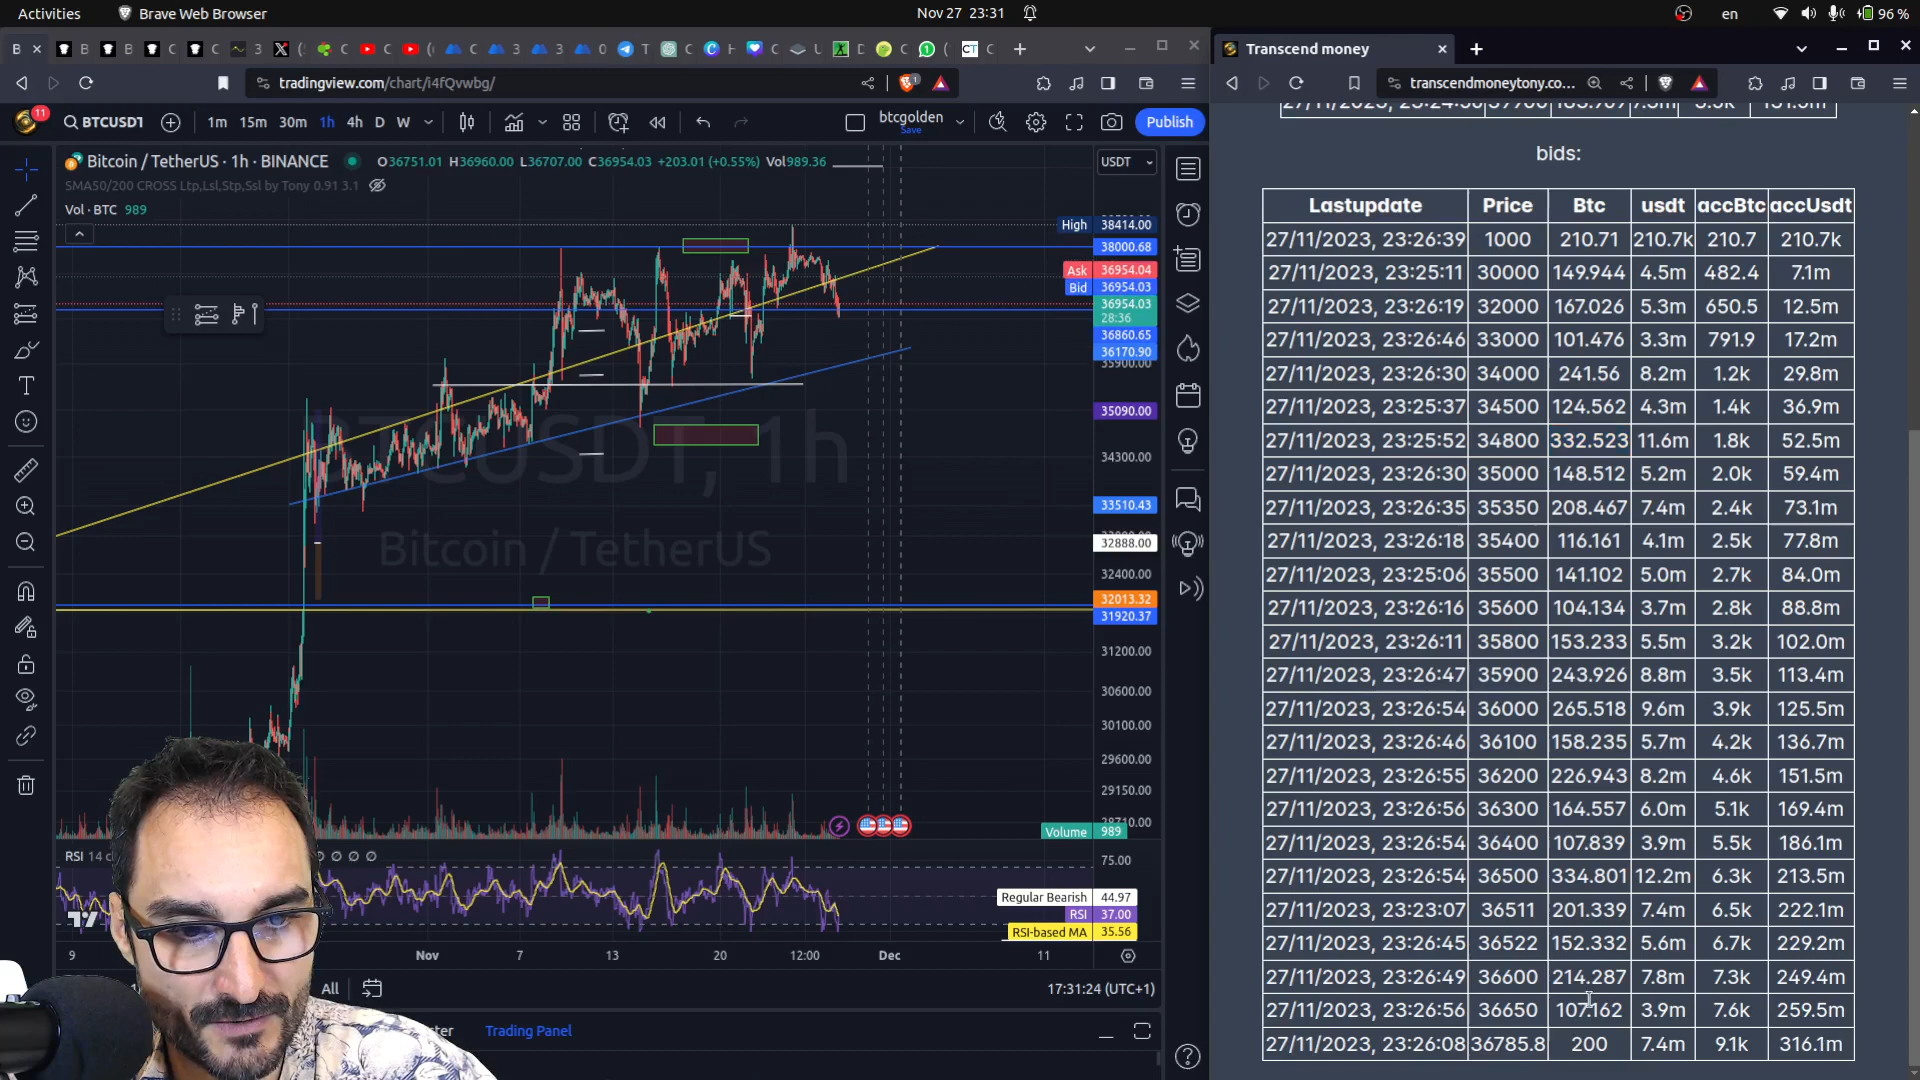 Activities
Brave Web Browser
Nov 27 23:31
en
96 %
Transcend money
tradingview.com/chart/i4fQvwbg/
transcendmoneytony.co...
BTCUSDT
1m 15m 30m 1h 4h D W
btcgolden
Save
Publish
11
Bitcoin / TetherUS · 1h · BINANCE
O36751.01 H36960.00 L36707.00 C36954.03 +203.01 (+0.55%) Vol989.36
USDT
SMA50/200 CROSS Ltp,Lsl,Stp,Ssl by Tony 0.91 3.1
Vol · BTC 989
High 38414.00
38000.68
Ask 36954.04
Bid 36954.03
36954.03
28:36
36860.65
36170.90
35900.00
35090.00
34300.00
33510.43
32888.00
32400.00
32013.32
31920.37
31200.00
30600.00
30100.00
29600.00
29150.00
28710.00
BTCUSDT, 1h
Bitcoin / TetherUS
Volume 989
RSI 14
75.00
Regular Bearish 44.97
RSI 37.00
RSI-based MA 35.56
9 Nov 7 13 20 12:00 Dec 11
All
17:31:24 (UTC+1)
Trading Panel
bids:
Lastupdate Price Btc usdt accBtc accUsdt
27/11/2023, 23:26:39 1000 210.71 210.7k 210.7 210.7k
27/11/2023, 23:25:11 30000 149.944 4.5m 482.4 7.1m
27/11/2023, 23:26:19 32000 167.026 5.3m 650.5 12.5m
27/11/2023, 23:26:46 33000 101.476 3.3m 791.9 17.2m
27/11/2023, 23:26:30 34000 241.56 8.2m 1.2k 29.8m
27/11/2023, 23:25:37 34500 124.562 4.3m 1.4k 36.9m
27/11/2023, 23:25:52 34800 332.523 11.6m 1.8k 52.5m
27/11/2023, 23:26:30 35000 148.512 5.2m 2.0k 59.4m
27/11/2023, 23:26:35 35350 208.467 7.4m 2.4k 73.1m
27/11/2023, 23:26:18 35400 116.161 4.1m 2.5k 77.8m
27/11/2023, 23:25:06 35500 141.102 5.0m 2.7k 84.0m
27/11/2023, 23:26:16 35600 104.134 3.7m 2.8k 88.8m
27/11/2023, 23:26:11 35800 153.233 5.5m 3.2k 102.0m
27/11/2023, 23:26:47 35900 243.926 8.8m 3.5k 113.4m
27/11/2023, 23:26:54 36000 265.518 9.6m 3.9k 125.5m
27/11/2023, 23:26:46 36100 158.235 5.7m 4.2k 136.7m
27/11/2023, 23:26:55 36200 226.943 8.2m 4.6k 151.5m
27/11/2023, 23:26:56 36300 164.557 6.0m 5.1k 169.4m
27/11/2023, 23:26:54 36400 107.839 3.9m 5.5k 186.1m
27/11/2023, 23:26:54 36500 334.801 12.2m 6.3k 213.5m
27/11/2023, 23:23:07 36511 201.339 7.4m 6.5k 222.1m
27/11/2023, 23:26:45 36522 152.332 5.6m 6.7k 229.2m
27/11/2023, 23:26:49 36600 214.287 7.8m 7.3k 249.4m
27/11/2023, 23:26:56 36650 107.162 3.9m 7.6k 259.5m
27/11/2023, 23:26:08 36785.8 200 7.4m 9.1k 316.1m